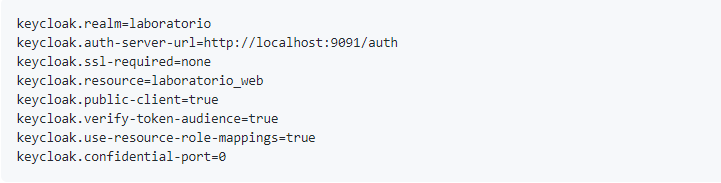 keycloak.realm=laboratorio
keycloak.auth-server-url=http://localhost:9091/auth
keycloak.ssl-required=none
keycloak.resource=laboratorio_web
keycloak.public-client=true
keycloak.verify-token-audience=true
keycloak.use-resource-role-mappings=true
keycloak.confidential-port=0